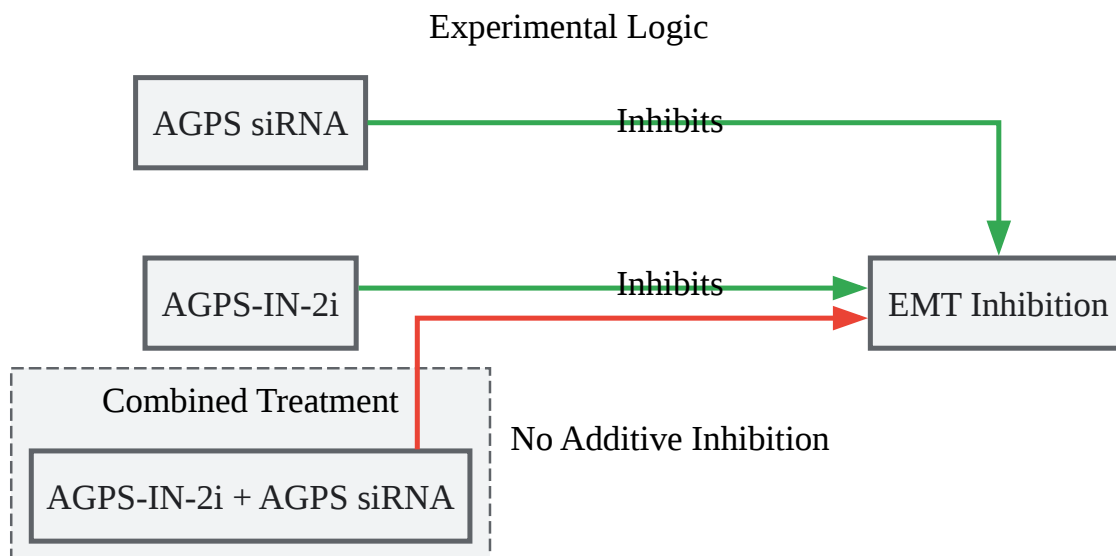 Experimental Logic
AGPS siRNA
Inhibits
AGPS-IN-2i
Inhibits
EMT Inhibition
Combined Treatment
No Additive Inhibition
AGPS-IN-2i + AGPS siRNA